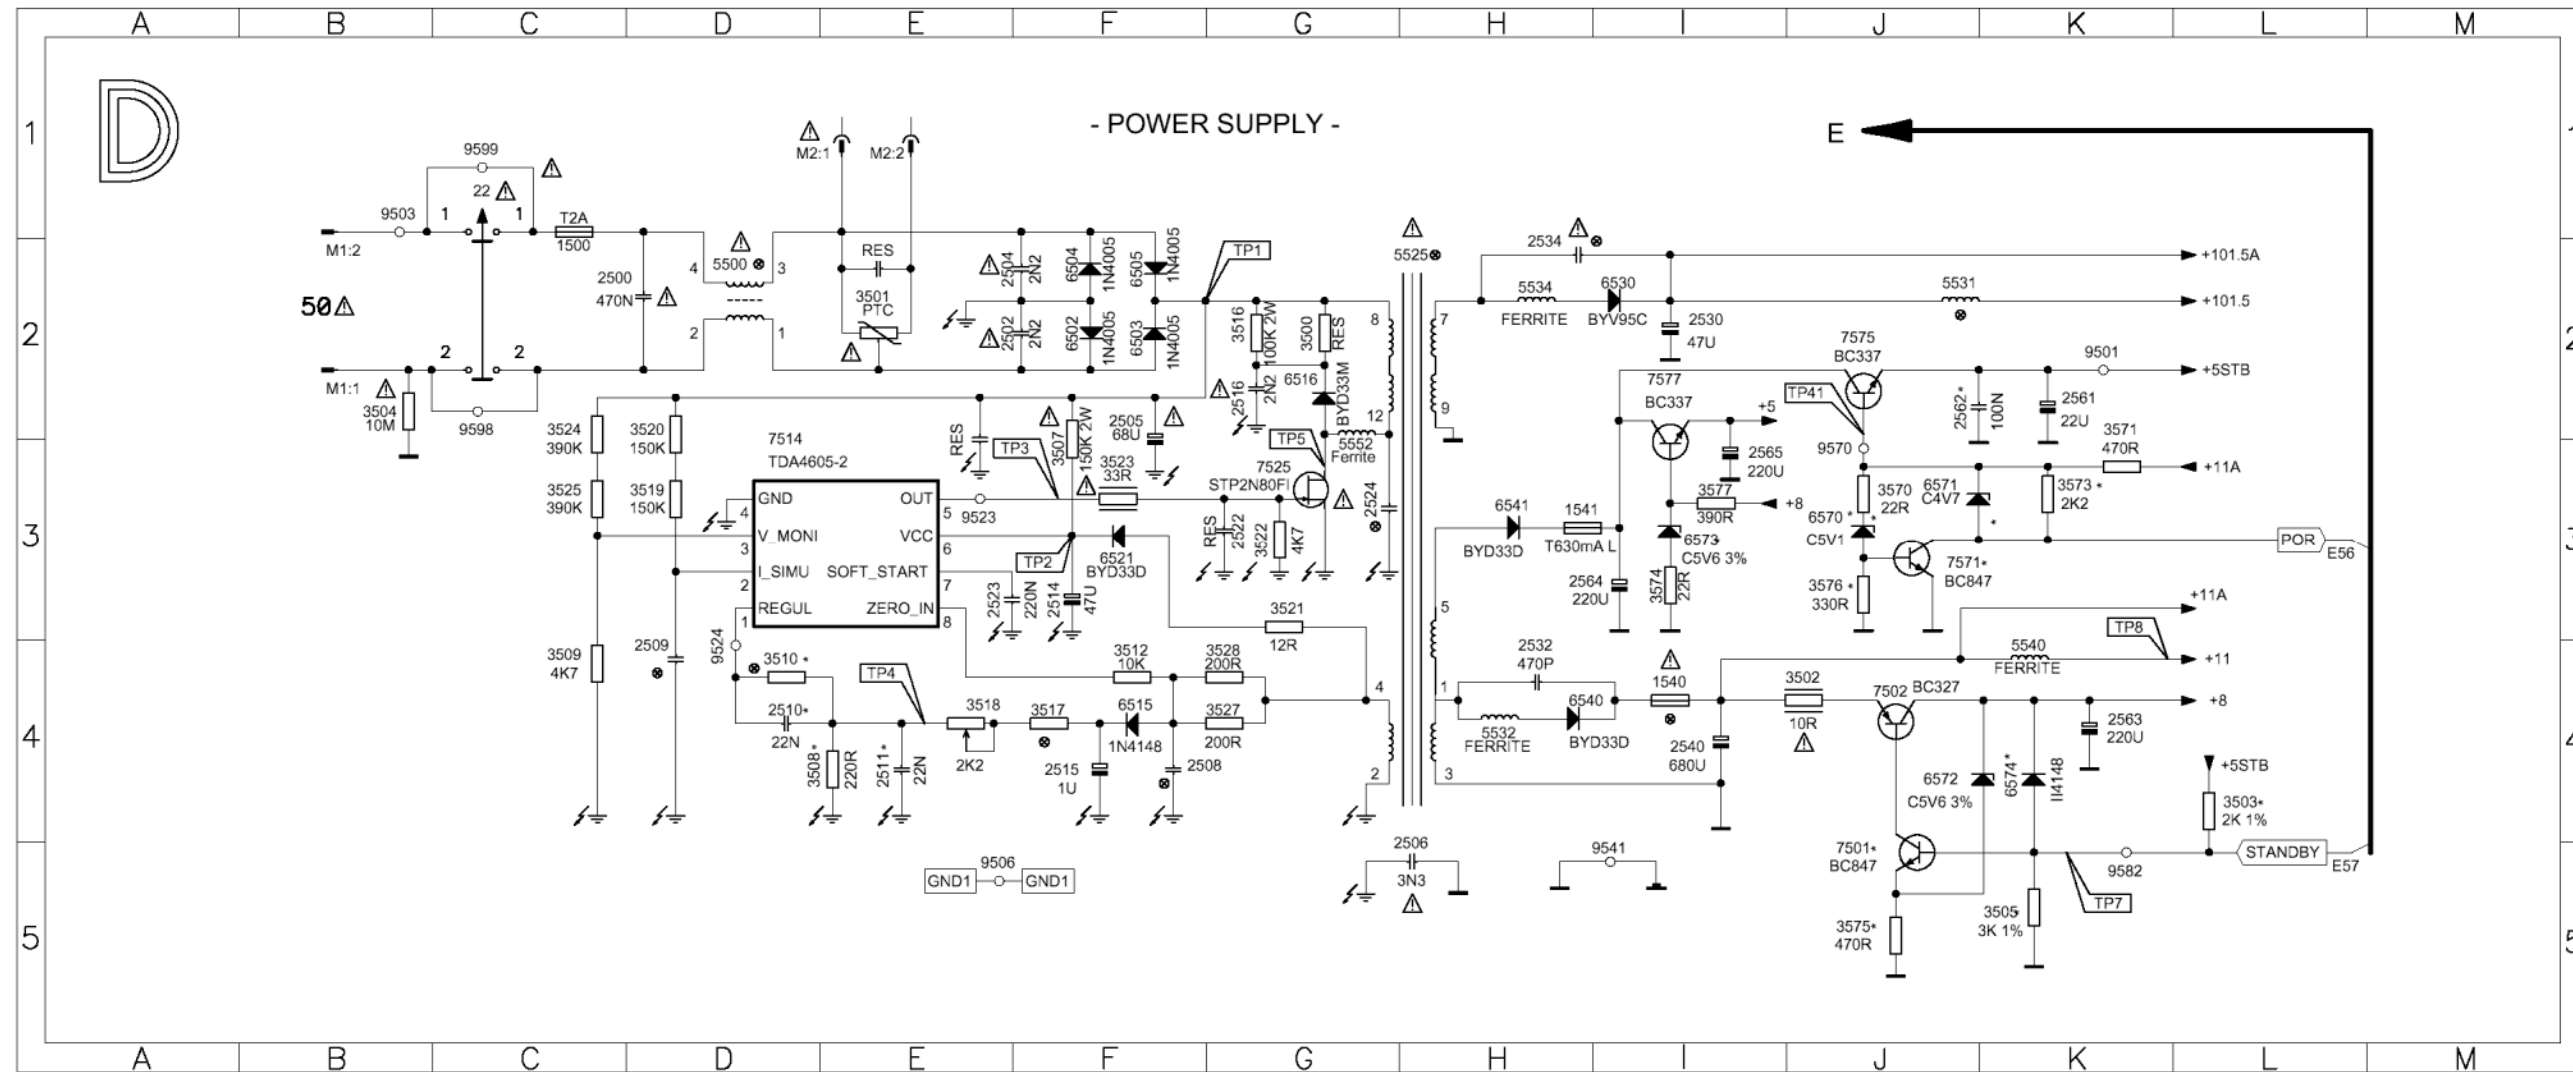 A B C D E F G H I J K L M
D
- POWER SUPPLY -
E
1
1
M2:1
M2:2
9599
22
9503
1
1
T2A
1500
M1:2
50
2
2
M1:1
3504
10M
9598
2500
470N
5500
4
3
2
1
RES
3501
PTC
2504
2N2
6504
1N4005
6505
1N4005
2502
2N2
6502
1N4005
6503
1N4005
TP1
3516
100K 2W
3500
RES
2516
2N2
6516
BYD33M
5525
8
12
7
9
2534
5534
FERRITE
6530
BYV95C
2530
47U
5531
+101.5A
+101.5
7575
BC337
9501
+5STB
7577
BC337
+5
TP41
2562*
100N
2561
22U
2
2
3524
390K
3520
150K
7514
TDA4605-2
RES
TP3
3507
150K 2W
2505
68U
3523
33R
TP5
5552
Ferrite
7525
STP2N80FI
2524
2565
220U
9570
3571
470R
+11A
3525
390K
3519
150K
GND
4
V_MONI
3
I_SIMU
2
REGUL
1
OUT
5
VCC
6
SOFT_START
7
ZERO_IN
8
9523
TP2
6521
BYD33D
RES
2522
3522
4K7
6541
BYD33D
1541
T630mA L
3577
390R
+8
6573*
C5V6 3%
3570
22R
6571
C4V7
*
3573 *
2K2
6570 *
C5V1
*
7571*
BC847
POR
E56
3
3
2523
220N
2514
47U
3521
12R
5
2564
220U
3574
22R
3576 *
330R
+11A
3509
4K7
2509
9524
3510 *
2510*
22N
TP4
3508*
220R
2511*
22N
3518
2K2
3512
10K
3517
6515
1N4148
2515
1U
2508
3528
200R
3527
200R
4
2
1
3
2532
470P
5532
FERRITE
6540
BYD33D
1540
2540
680U
3502
10R
7502
BC327
5540
FERRITE
TP8
+11
+8
2563
220U
6572
C5V6 3%
6574*
II4148
+5STB
3503*
2K 1%
4
4
GND1
9506
GND1
2506
3N3
9541
7501*
BC847
9582
STANDBY
E57
TP7
3575*
470R
3505*
3K 1%
5
5
A B C D E F G H I J K L M